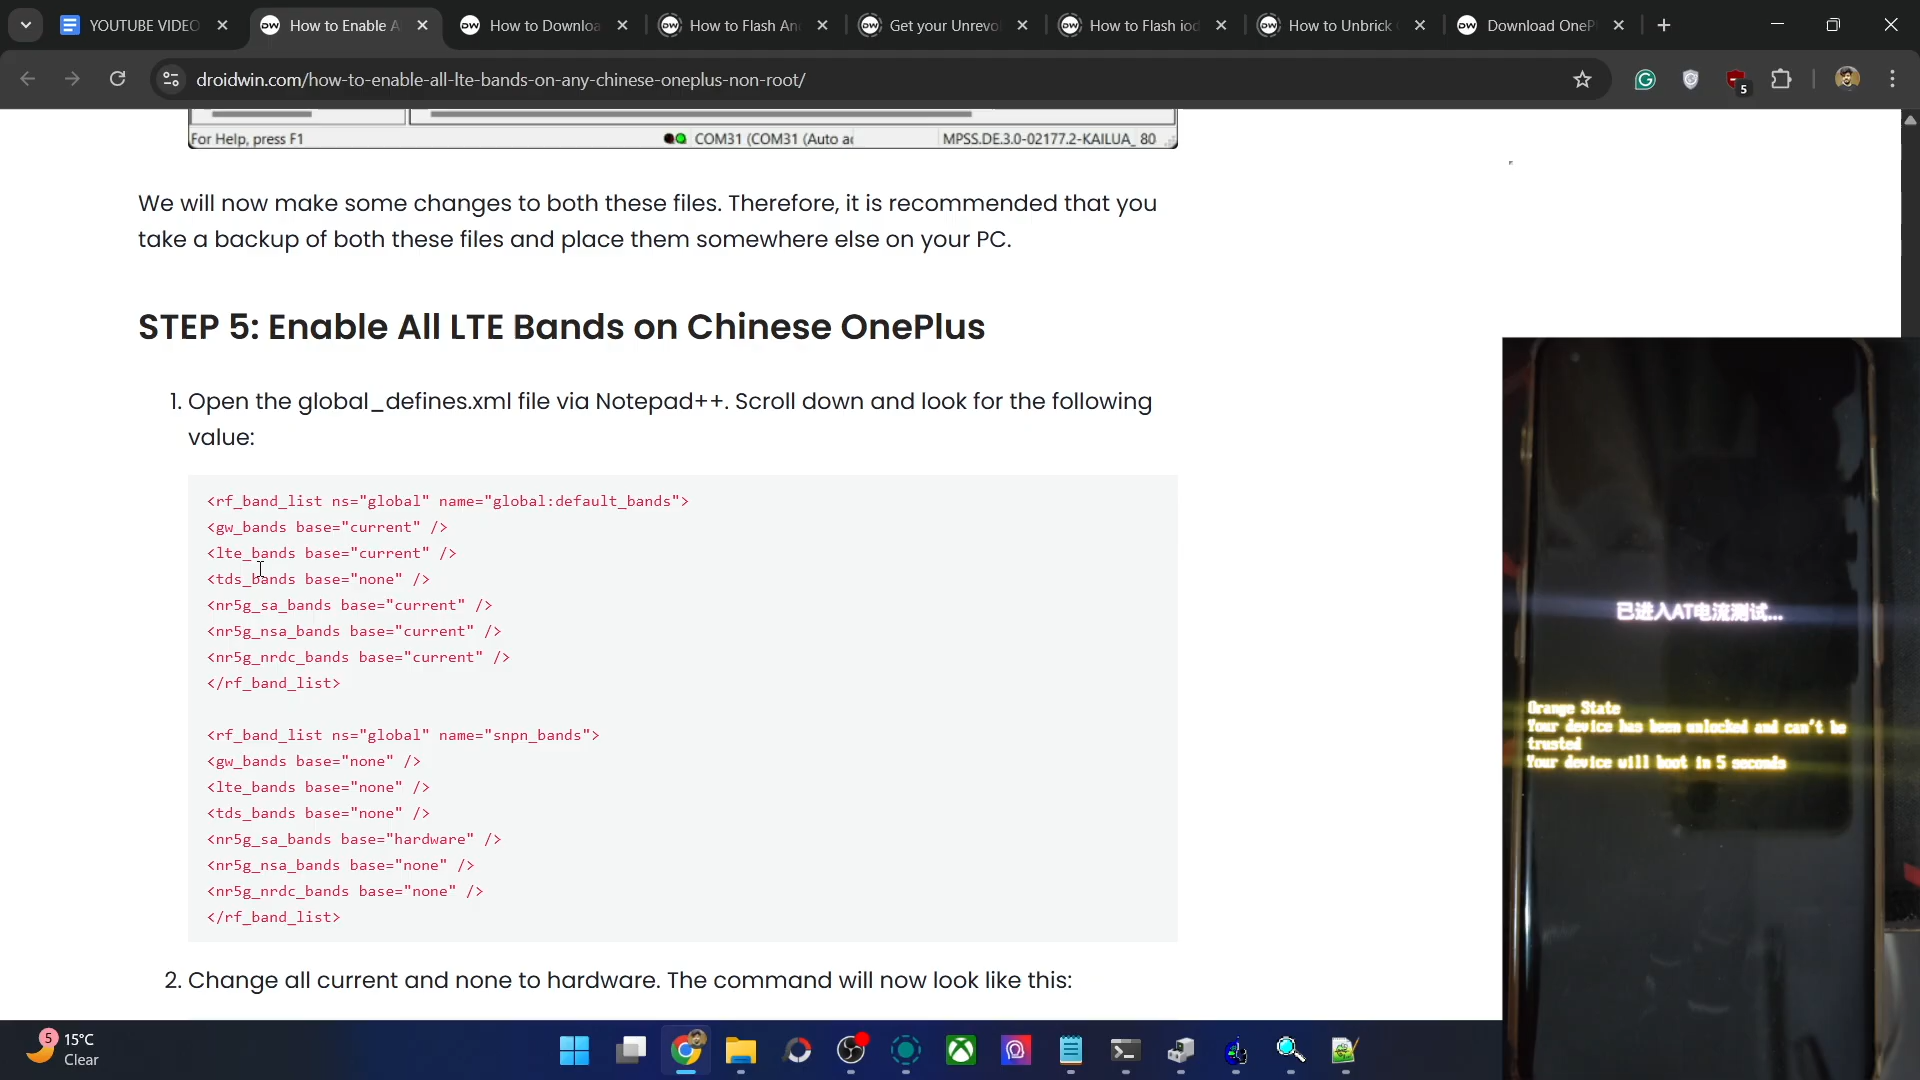 YOUTUBE VIDEO
How to Enable A
How to Downloa
How to Flash An
Get your Unrevo
How to Flash iod
How to Unbrick
Download OneP
droidwin.com/how-to-enable-all-lte-bands-on-any-chinese-oneplus-non-root/
5
For Help, press F1
COM31 (COM31 (Auto a
MPSS.DE.3.0-02177.2-KAILUA_ 80
We will now make some changes to both these files. Therefore, it is recommended that you
take a backup of both these files and place them somewhere else on your PC.
STEP 5: Enable All LTE Bands on Chinese OnePlus
1. Open the global_defines.xml file via Notepad++. Scroll down and look for the following
value:
<rf_band_list ns="global" name="global:default_bands">
<gw_bands base="current" />
<lte_bands base="current" />
<tds_bands base="none" />
<nr5g_sa_bands base="current" />
<nr5g_nsa_bands base="current" />
<nr5g_nrdc_bands base="current" />
</rf_band_list>
<rf_band_list ns="global" name="snpn_bands">
<gw_bands base="none" />
<lte_bands base="none" />
<tds_bands base="none" />
<nr5g_sa_bands base="hardware" />
<nr5g_nsa_bands base="none" />
<nr5g_nrdc_bands base="none" />
</rf_band_list>
2. Change all current and none to hardware. The command will now look like this:
已进入AT电流测试...
Orange State
Your device has been unlocked and can't be
trusted
Your device will boot in 5 seconds
5
15°C
Clear